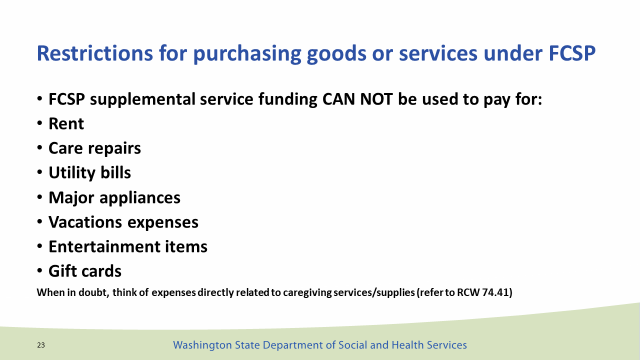 Restrictions for purchasing goods or services under FCSP
• FCSP supplemental service funding CAN NOT be used to pay for:
• Rent
• Care repairs
• Utility bills
• Major appliances
• Vacations expenses
• Entertainment items
• Gift cards
When in doubt, think of expenses directly related to caregiving services/supplies (refer to RCW 74.41)
23
Washington State Department of Social and Health Services